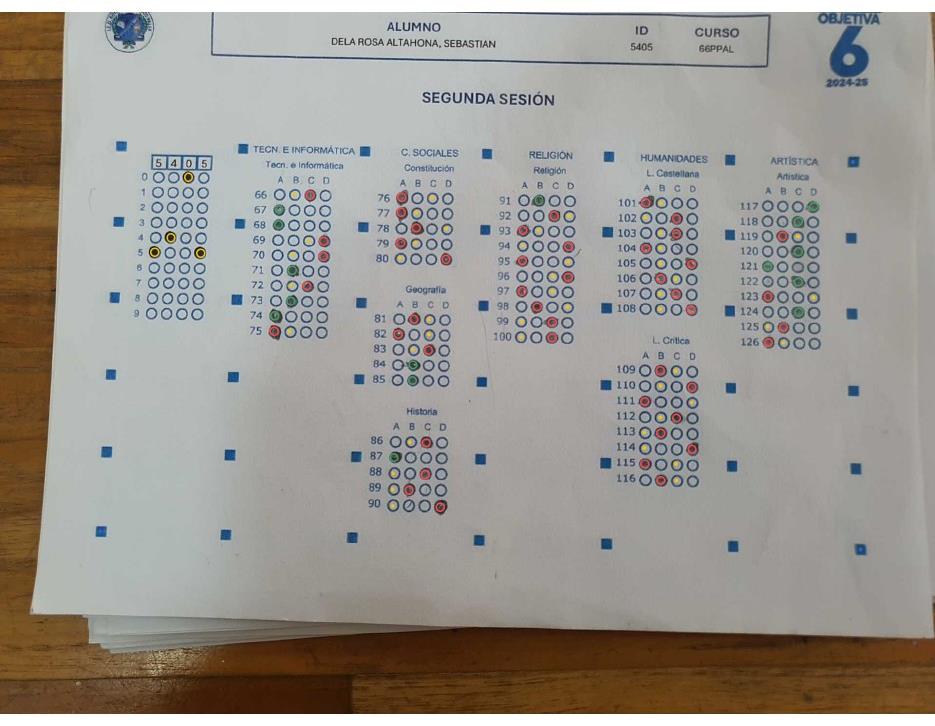 ALUMNO
DELA ROSA ALTAHONA, SEBASTIAN
ID
5405
CURSO
66PPAL
OBJETIVA
6
2024-25
SEGUNDA SESIÓN
5 4 0 5
0
1
2
3
4
5
6
7
8
9
TECN. E INFORMÁTICA
Tecn. e Informática
A B C D
66
67
68
69
70
71
72
73
74
75
C. SOCIALES
Constitución
A B C D
76
77
78
79
80
Geografía
A B C D
81
82
83
84
85
Historia
A B C D
86
87
88
89
90
RELIGIÓN
Religión
A B C D
91
92
93
94
95
96
97
98
99
100
HUMANIDADES
L. Castellana
A B C D
101
102
103
104
105
106
107
108
L. Crítica
A B C D
109
110
111
112
113
114
115
116
ARTÍSTICA
Artistica
A B C D
117
118
119
120
121
122
123
124
125
126